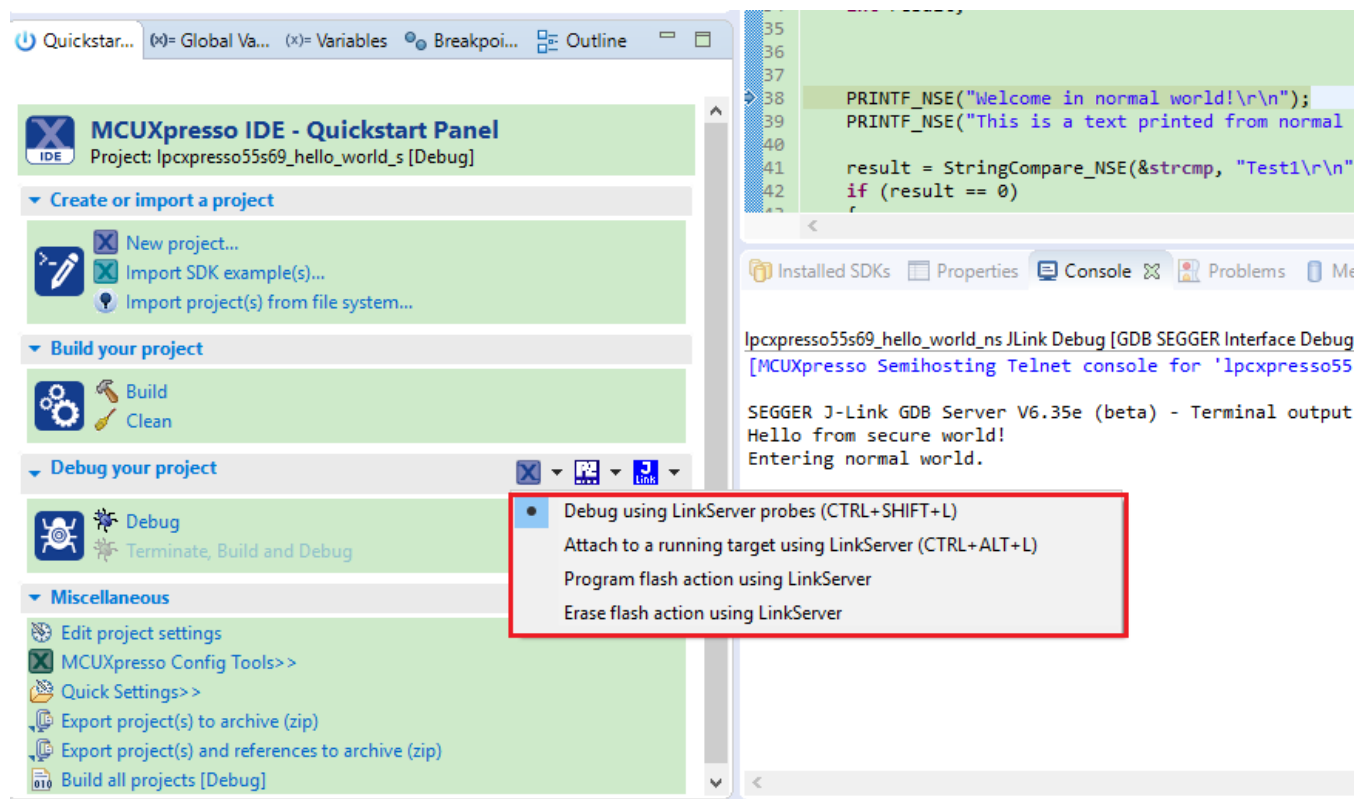 Quickstar...
(x)= Global Va...
(x)= Variables
Breakpoi...
Outline
MCUXpresso IDE - Quickstart Panel
IDE
Project: lpcxpresso55s69_hello_world_s [Debug]
Create or import a project
New project...
Import SDK example(s)...
Import project(s) from file system...
Build your project
Build
Clean
Debug your project
Link
Debug
Terminate, Build and Debug
Debug using LinkServer probes (CTRL+SHIFT+L)
Attach to a running target using LinkServer (CTRL+ALT+L)
Program flash action using LinkServer
Erase flash action using LinkServer
Miscellaneous
Edit project settings
MCUXpresso Config Tools>>
Quick Settings>>
Export project(s) to archive (zip)
Export project(s) and references to archive (zip)
010
Build all projects [Debug]
35
36
37
38 PRINTF_NSE("Welcome in normal world!\r\n");
39 PRINTF_NSE("This is a text printed from normal
40
41 result = StringCompare_NSE(&strcmp, "Test1\r\n"
42 if (result == 0)
Installed SDKs
Properties
Console
Problems
Me
lpcxpresso55s69_hello_world_ns JLink Debug [GDB SEGGER Interface Debug
[MCUXpresso Semihosting Telnet console for 'lpcxpresso55
SEGGER J-Link GDB Server V6.35e (beta) - Terminal output
Hello from secure world!
Entering normal world.